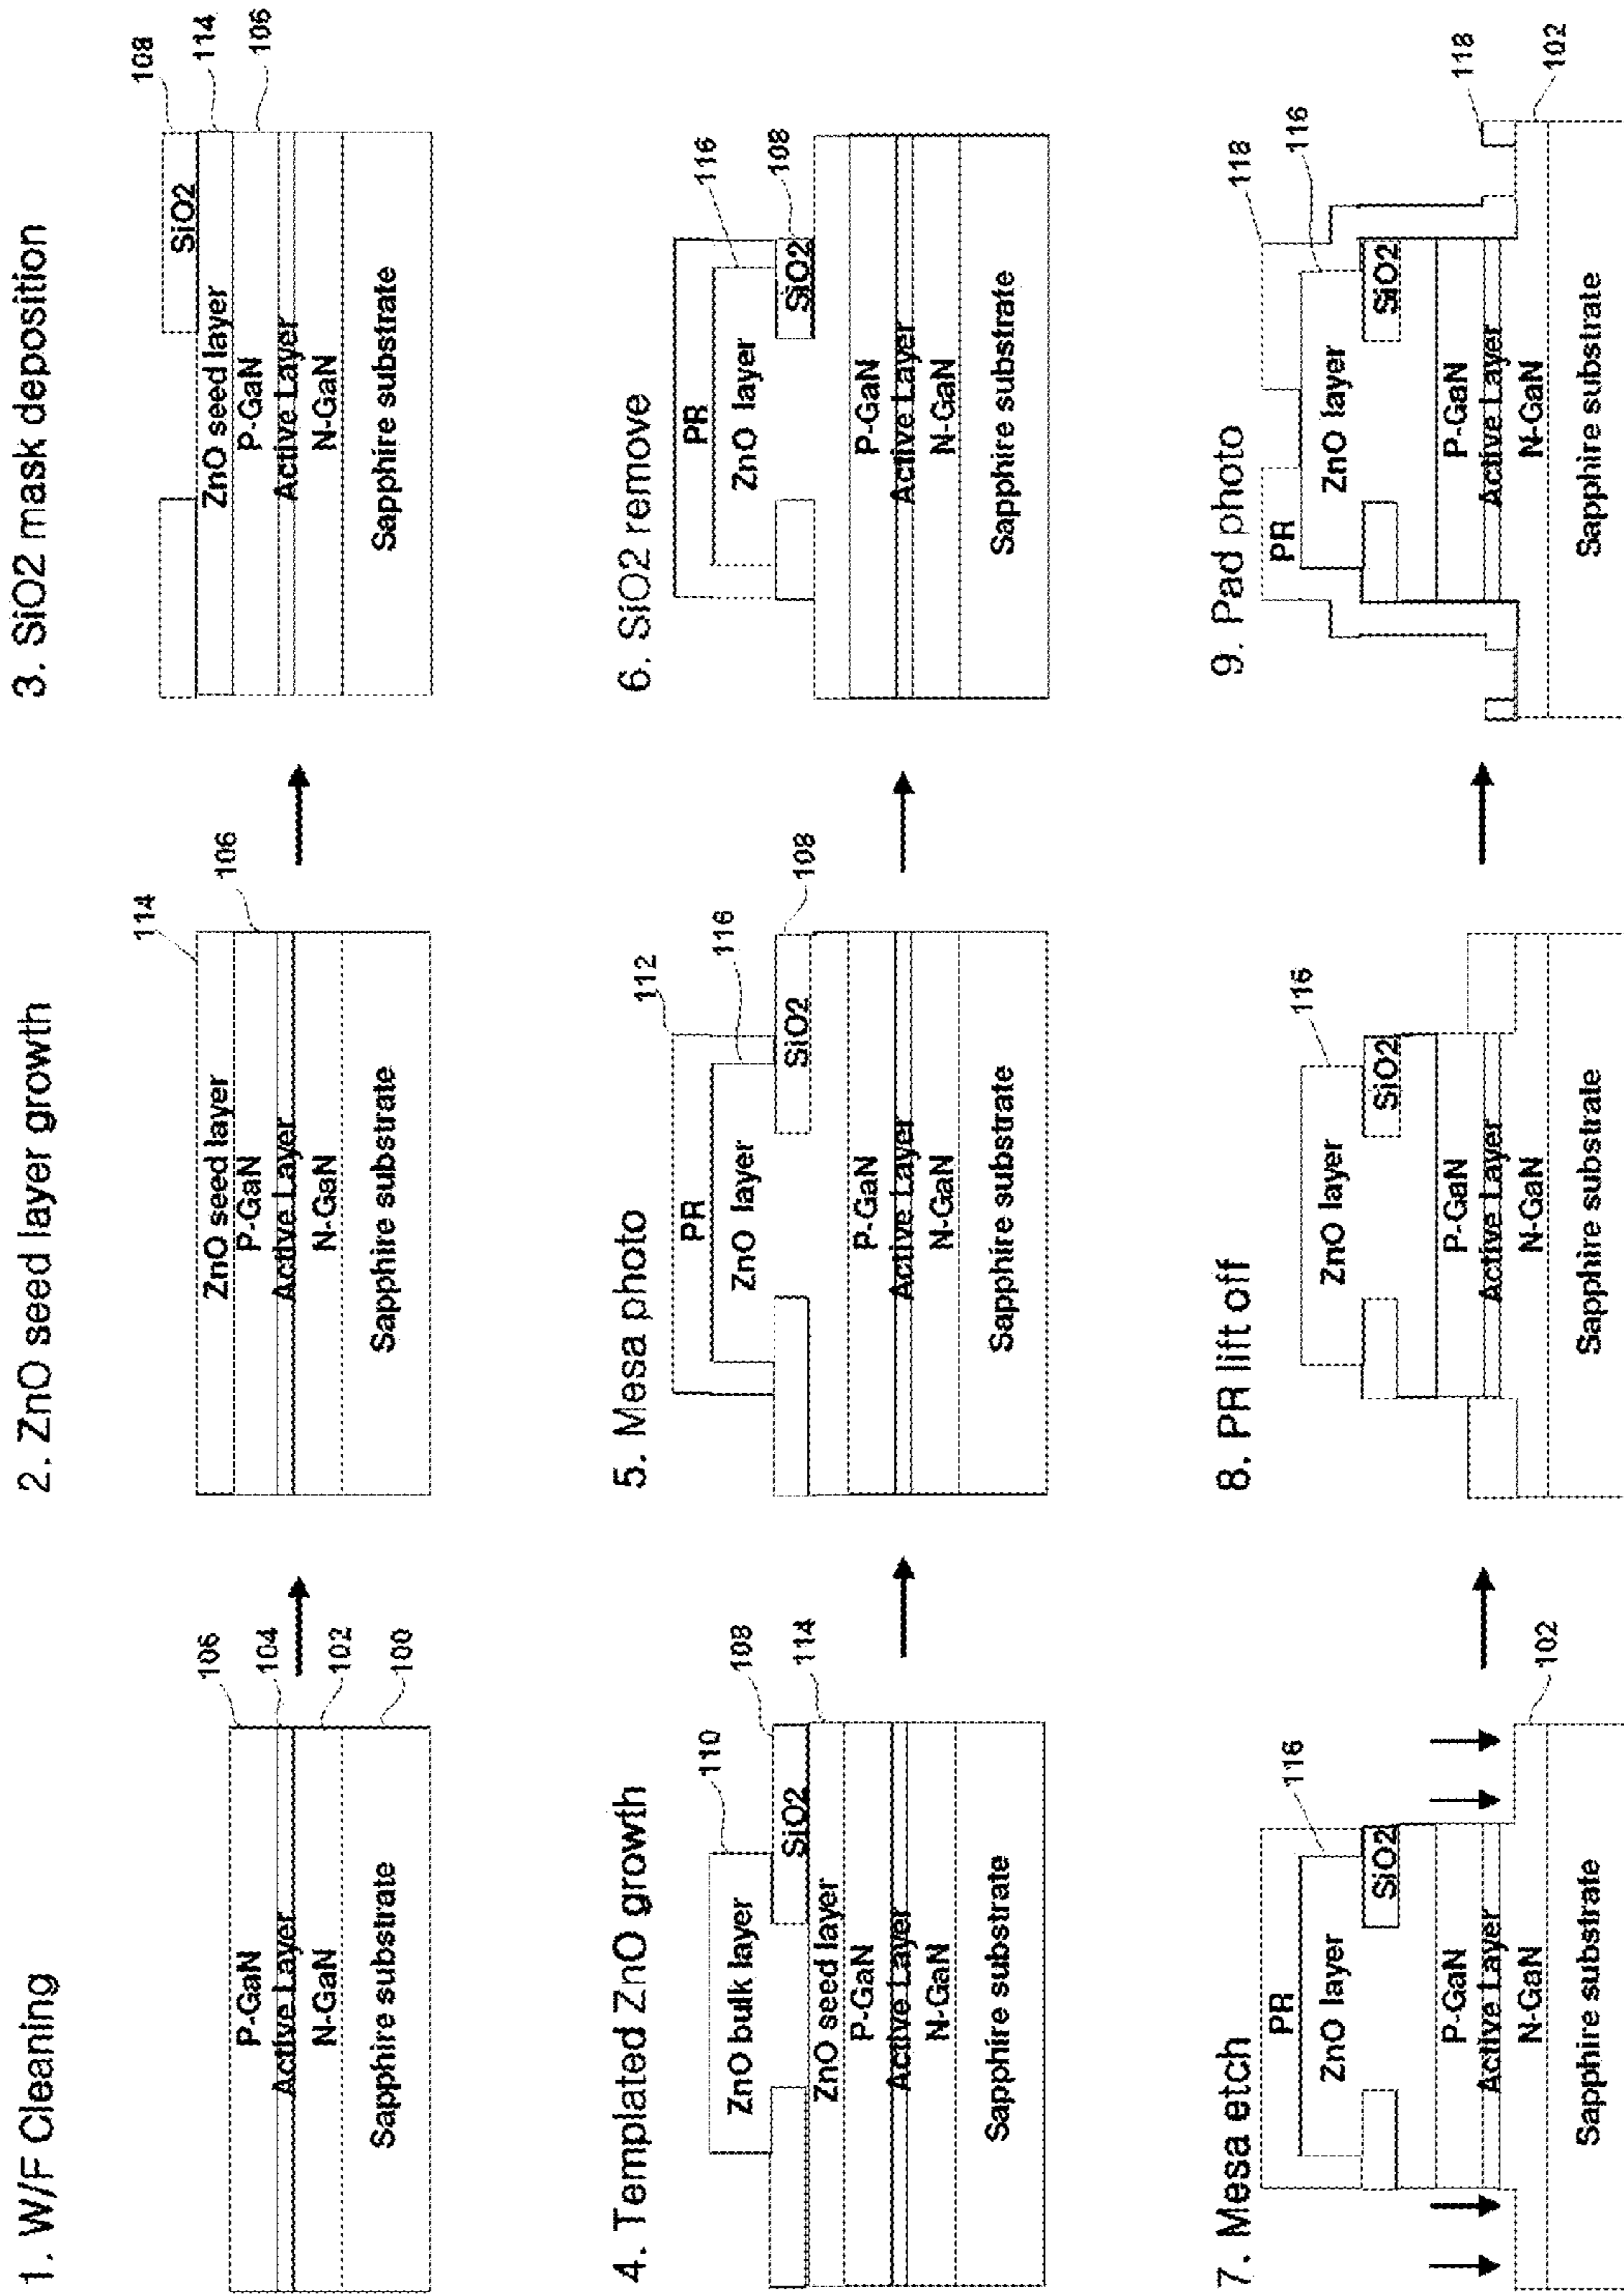 1. W/F Cleaning
106
P-GaN
104
Active Layer
102
N-GaN
100
Sapphire substrate
2. ZnO seed layer growth
114
ZnO seed layer
106
P-GaN
Active Layer
N-GaN
Sapphire substrate
3. SiO2 mask deposition
108
SiO2
114
ZnO seed layer
106
P-GaN
Active Layer
N-GaN
Sapphire substrate
4. Templated ZnO growth
110
ZnO bulk layer
108
SiO2
114
ZnO seed layer
P-GaN
Active Layer
N-GaN
Sapphire substrate
5. Mesa photo
112
PR
116
ZnO layer
108
SiO2
P-GaN
Active Layer
N-GaN
Sapphire substrate
6. SiO2 remove
PR
116
ZnO layer
108
SiO2
P-GaN
Active Layer
N-GaN
Sapphire substrate
7. Mesa etch
PR
116
ZnO layer
SiO2
P-GaN
Active Layer
102
N-GaN
Sapphire substrate
8. PR lift off
116
ZnO layer
SiO2
P-GaN
Active Layer
N-GaN
Sapphire substrate
9. Pad photo
118
PR
116
ZnO layer
SiO2
118
P-GaN
Active Layer
102
N-GaN
Sapphire substrate